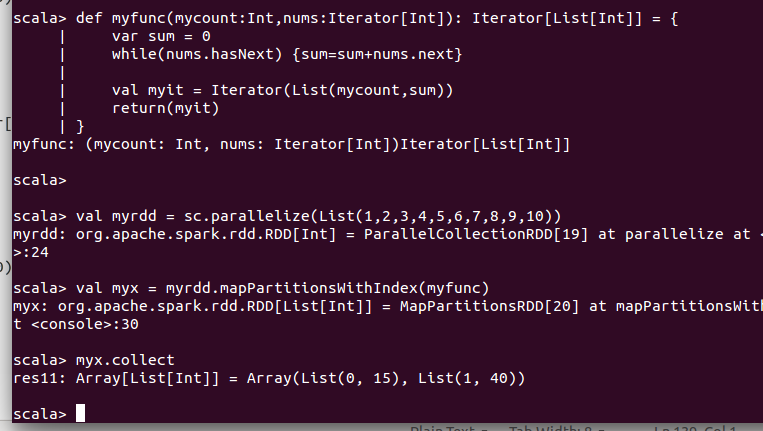 scala> def myfunc(mycount:Int,nums:Iterator[Int]): Iterator[List[Int]] = {
     |     var sum = 0
     |     while(nums.hasNext) {sum=sum+nums.next}
     |
     |     val myit = Iterator(List(mycount,sum))
     |     return(myit)
     | }
myfunc: (mycount: Int, nums: Iterator[Int])Iterator[List[Int]]
scala>
scala> val myrdd = sc.parallelize(List(1,2,3,4,5,6,7,8,9,10))
myrdd: org.apache.spark.rdd.RDD[Int] = ParallelCollectionRDD[19] at parallelize at <
>:24
scala> val myx = myrdd.mapPartitionsWithIndex(myfunc)
myx: org.apache.spark.rdd.RDD[List[Int]] = MapPartitionsRDD[20] at mapPartitionsWit
t <console>:30
scala> myx.collect
res11: Array[List[Int]] = Array(List(0, 15), List(1, 40))
scala>